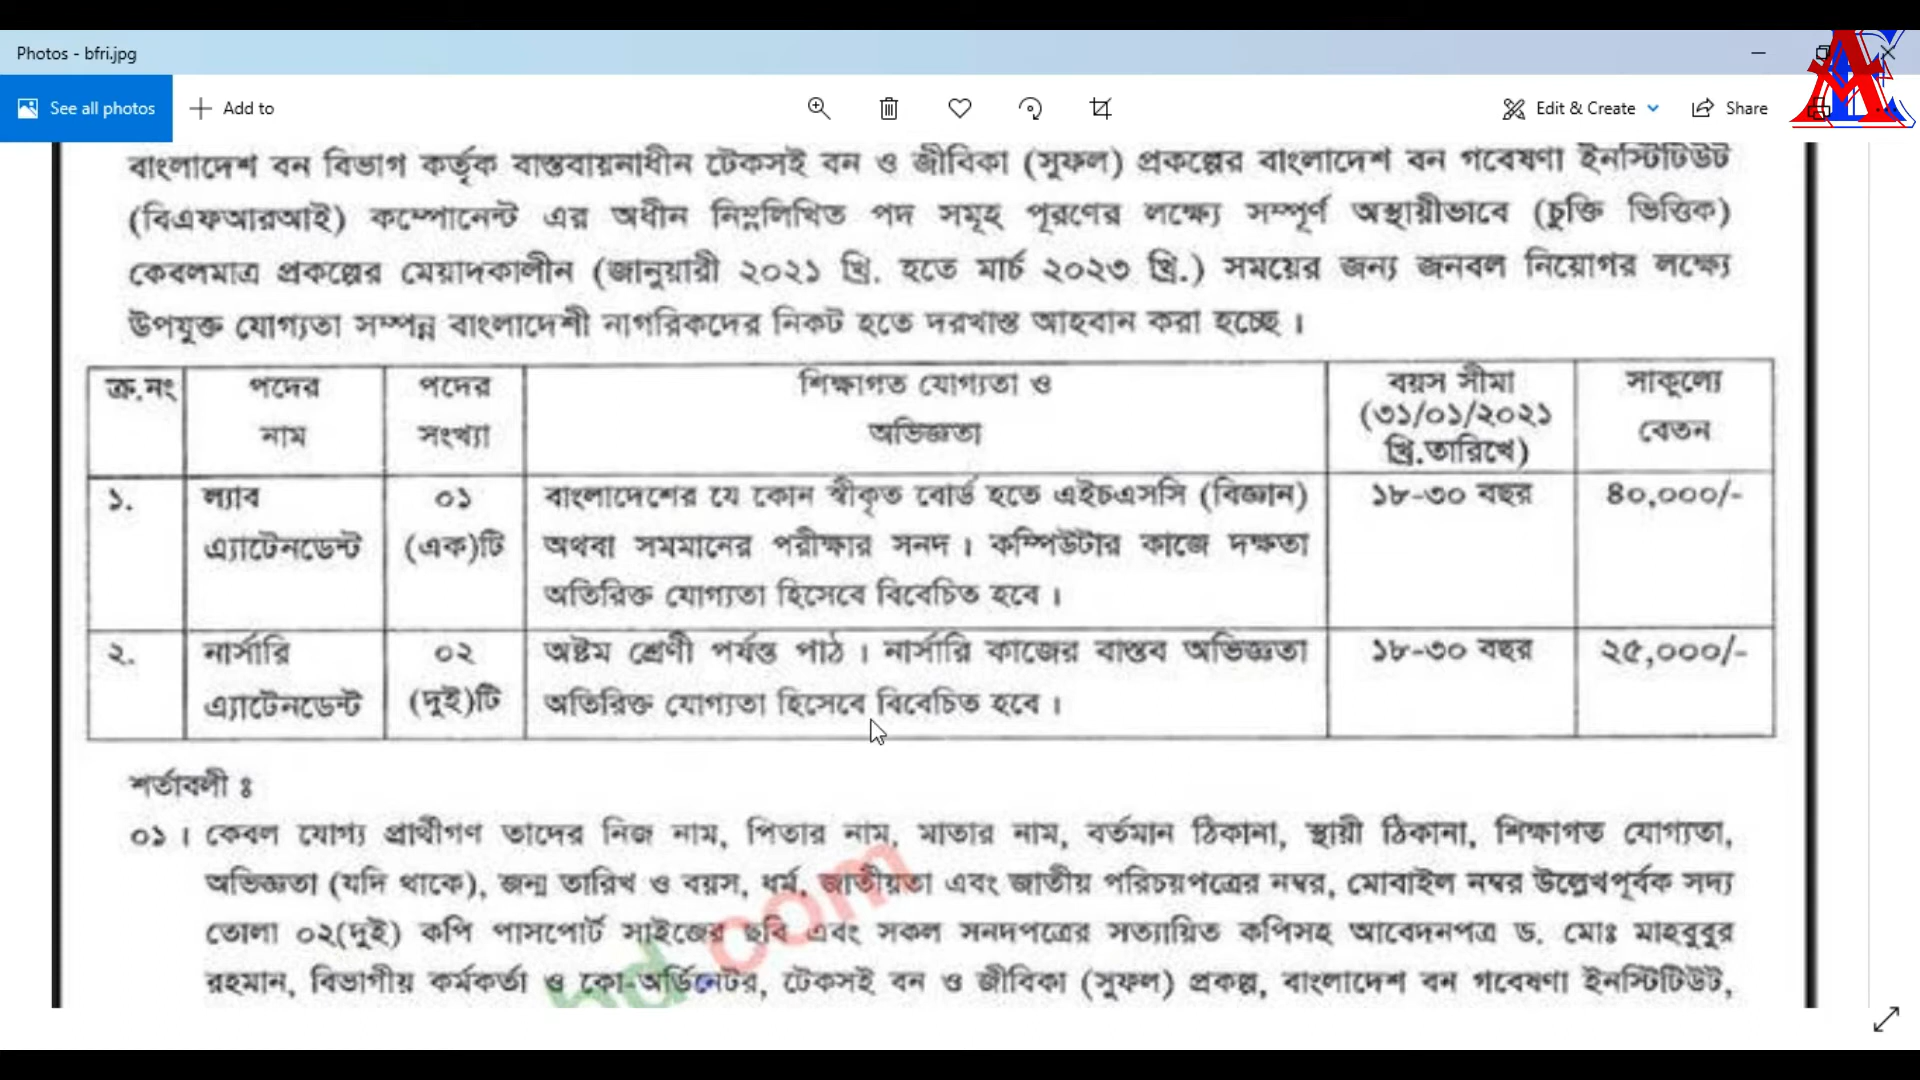 Photos - bfri.jpg
See all photos
Add to
Edit & Create
Share
বাংলাদেশ বন বিভাগ কর্তৃক বাস্তবায়নাধীন টেকসই বন ও জীবিকা (সুফল) প্রকল্পের বাংলাদেশ বন গবেষণা ইনস্টিটিউট
(বিএফআরআই) কম্পোনেন্ট এর অধীন নিম্নলিখিত পদ সমূহ পূরণের লক্ষ্যে সম্পূর্ণ অস্থায়ীভাবে (চুক্তি ভিত্তিক)
কেবলমাত্র প্রকল্পের মেয়াদকালীন (জানুয়ারী ২০২১ খ্রি. হতে মার্চ ২০২৩ খ্রি.) সময়ের জন্য জনবল নিয়োগর লক্ষ্যে
উপযুক্ত যোগ্যতা সম্পন্ন বাংলাদেশী নাগরিকদের নিকট হতে দরখাস্ত আহবান করা হচ্ছে ।
ক্র.নং পদের নাম পদের সংখ্যা শিক্ষাগত যোগ্যতা ও অভিজ্ঞতা বয়স সীমা (৩১/০১/২০২১ খ্রি.তারিখে) সাকূল্যে বেতন
১. ল্যাব ০১ বাংলাদেশের যে কোন স্বীকৃত বোর্ড হতে এইচএসসি (বিজ্ঞান) ১৮-৩০ বছর ৪০,০০০/-
এ্যাটেনডেন্ট (এক)টি অথবা সমমানের পরীক্ষার সনদ । কম্পিউটার কাজে দক্ষতা
অতিরিক্ত যোগ্যতা হিসেবে বিবেচিত হবে ।
২. নার্সারি ০২ অষ্টম শ্রেণী পর্যন্ত পাঠ । নার্সারি কাজের বাস্তব অভিজ্ঞতা ১৮-৩০ বছর ২৫,০০০/-
এ্যাটেনডেন্ট (দুই)টি অতিরিক্ত যোগ্যতা হিসেবে বিবেচিত হবে ।
শর্তাবলী ঃ
০১ । কেবল যোগ্য প্রার্থীগণ তাদের নিজ নাম, পিতার নাম, মাতার নাম, বর্তমান ঠিকানা, স্থায়ী ঠিকানা, শিক্ষাগত যোগ্যতা,
অভিজ্ঞতা (যদি থাকে), জন্ম তারিখ ও বয়স, ধর্ম, জাতীয়তা এবং জাতীয় পরিচয়পত্রের নম্বর, মোবাইল নম্বর উল্লেখপূর্বক সদ্য
তোলা ০২(দুই) কপি পাসপোর্ট সাইজের ছবি এবং সকল সনদপত্রের সত্যায়িত কপিসহ আবেদনপত্র ড. মোঃ মাহবুবুর
রহমান, বিভাগীয় কর্মকর্তা ও কো-অর্ডিনেটর, টেকসই বন ও জীবিকা (সুফল) প্রকল্প, বাংলাদেশ বন গবেষণা ইনস্টিটিউট,